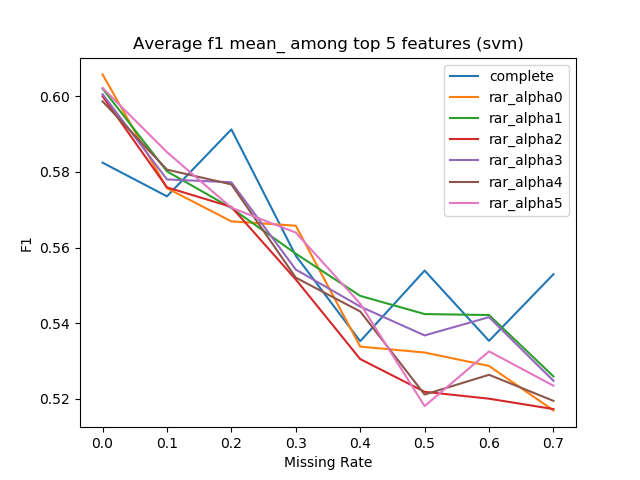 Average f1 mean_ among top 5 features (svm)
complete
rar_alpha0
rar_alpha1
rar_alpha2
rar_alpha3
rar_alpha4
rar_alpha5
F1
0.60
0.58
0.56
0.54
0.52
0.0 0.1 0.2 0.3 0.4 0.5 0.6 0.7
Missing Rate